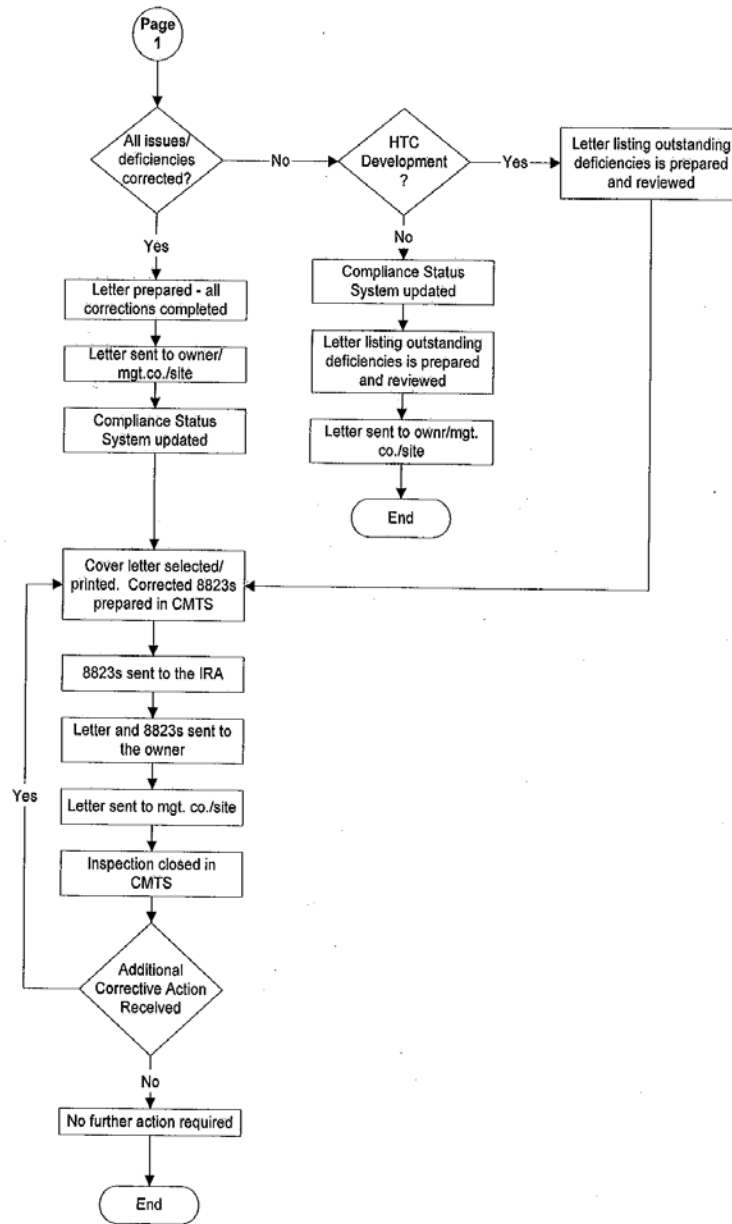 Page
1
All issues/
deficiencies
corrected?
No
HTC
Development
?
Yes
Letter listing outstanding
deficiencies is prepared
and reviewed
Yes
No
Letter prepared - all
corrections completed
Compliance Status
System updated
Letter sent to owner/
mgt.co./site
Letter listing outstanding
deficiencies is prepared
and reviewed
Compliance Status
System updated
Letter sent to ownr/mgt.
co./site
End
Cover letter selected/
printed. Corrected 8823s
prepared in CMTS
8823s sent to the IRA
Letter and 8823s sent to
the owner
Yes
Letter sent to mgt. co./site
Inspection closed in
CMTS
Additional
Corrective Action
Received
No
No further action required
End